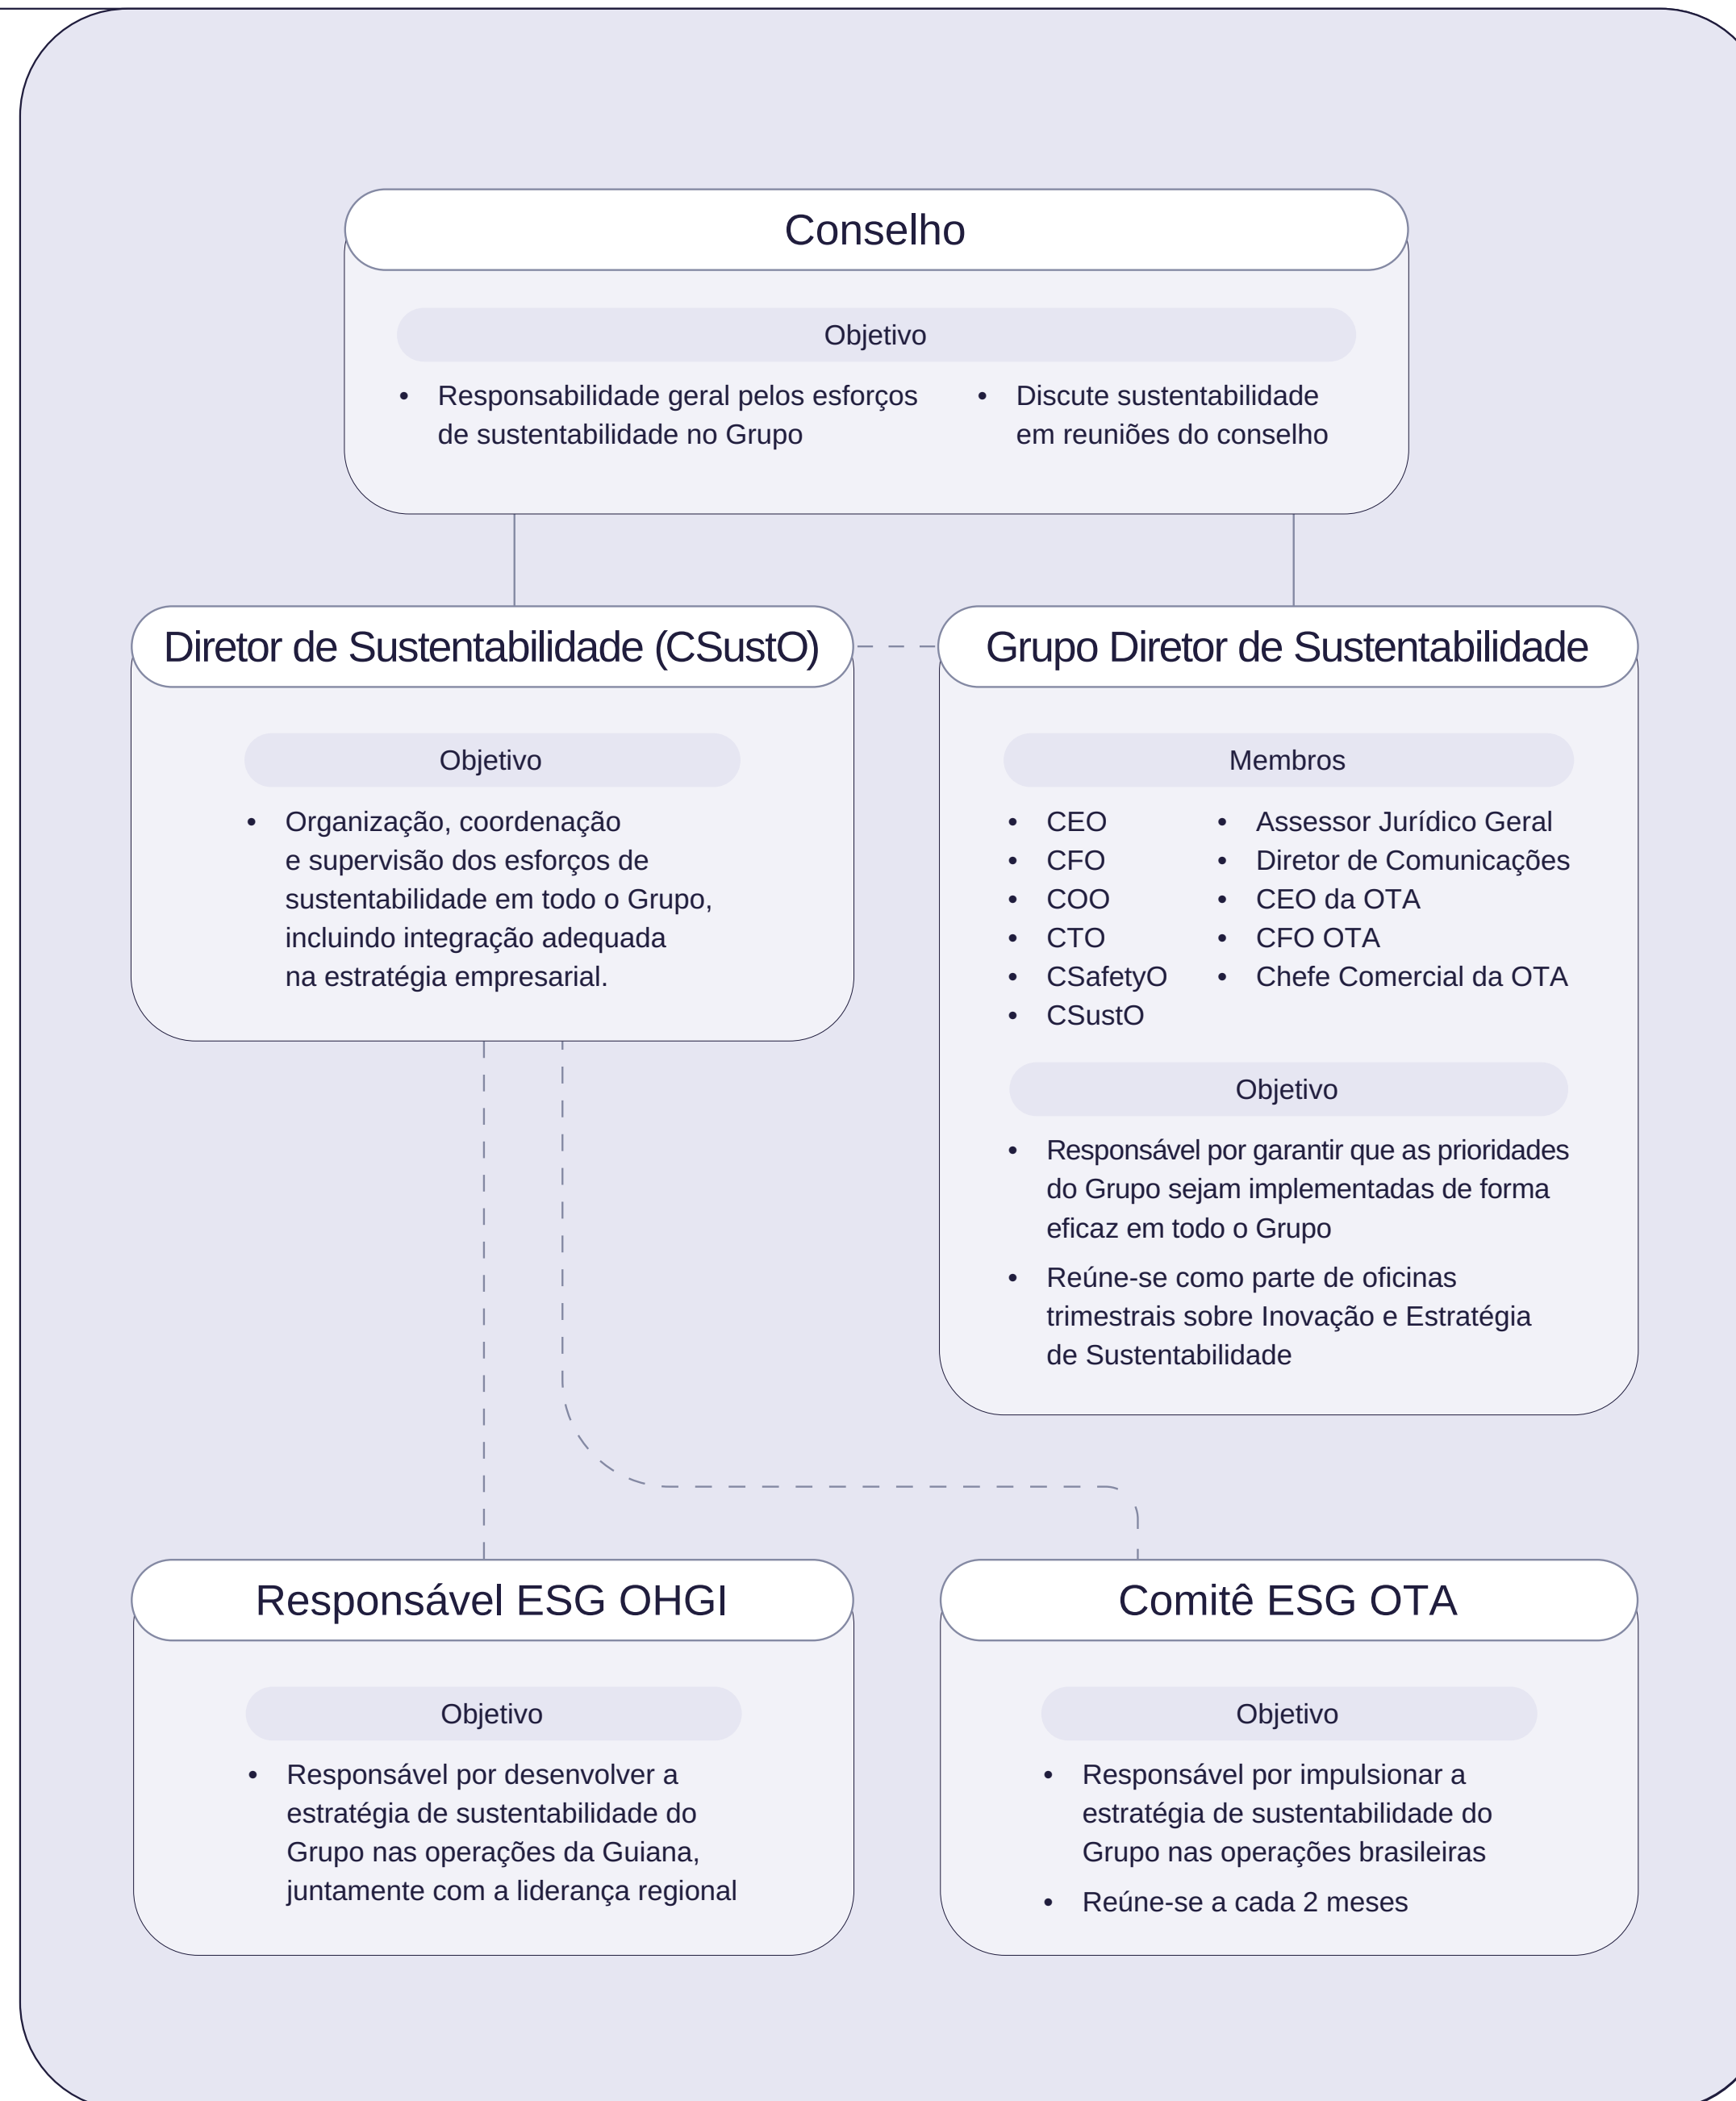 Conselho
Objetivo
• Responsabilidade geral pelos esforços
de sustentabilidade no Grupo
• Discute sustentabilidade
em reuniões do conselho
Diretor de Sustentabilidade (CSustO)
Objetivo
• Organização, coordenação
e supervisão dos esforços de
sustentabilidade em todo o Grupo,
incluindo integração adequada
na estratégia empresarial.
Grupo Diretor de Sustentabilidade
Membros
• CEO
• CFO
• COO
• CTO
• CSafetyO
• CSustO
• Assessor Jurídico Geral
• Diretor de Comunicações
• CEO da OTA
• CFO OTA
• Chefe Comercial da OTA
Objetivo
• Responsável por garantir que as prioridades
do Grupo sejam implementadas de forma
eficaz em todo o Grupo
• Reúne-se como parte de oficinas
trimestrais sobre Inovação e Estratégia
de Sustentabilidade
Responsável ESG OHGI
Objetivo
• Responsável por desenvolver a
estratégia de sustentabilidade do
Grupo nas operações da Guiana,
juntamente com a liderança regional
Comitê ESG OTA
Objetivo
• Responsável por impulsionar a
estratégia de sustentabilidade do
Grupo nas operações brasileiras
• Reúne-se a cada 2 meses